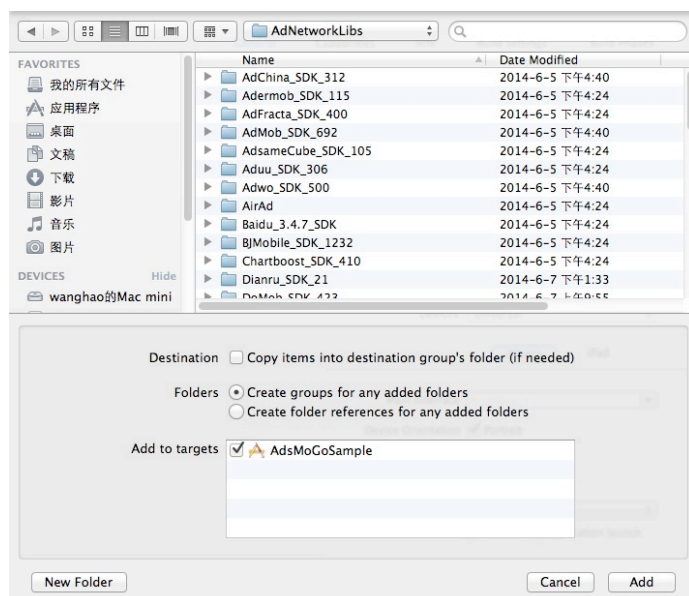 AdNetworkLibs
FAVORITES
我的所有文件
应用程序
桌面
文稿
下载
影片
音乐
图片
DEVICES Hide
wanghao的Mac mini
Name Date Modified
AdChina_SDK_312 2014-6-5 下午4:40
Adermob_SDK_115 2014-6-5 下午4:24
AdFracta_SDK_400 2014-6-5 下午4:24
AdMob_SDK_692 2014-6-5 下午4:40
AdsameCube_SDK_105 2014-6-5 下午4:24
Aduu_SDK_306 2014-6-5 下午4:24
Adwo_SDK_500 2014-6-5 下午4:40
AirAd 2014-6-5 下午4:24
Baidu_3.4.7_SDK 2014-6-5 下午4:24
BJMobile_SDK_1232 2014-6-5 下午4:24
Chartboost_SDK_410 2014-6-5 下午4:24
Dianru_SDK_21 2014-6-7 下午1:33
DoMob_SDK_423 2014-6-7 上午9:55
Destination Copy items into destination group's folder (if needed)
Folders Create groups for any added folders
Create folder references for any added folders
Add to targets AdsMoGoSample
New Folder Cancel Add